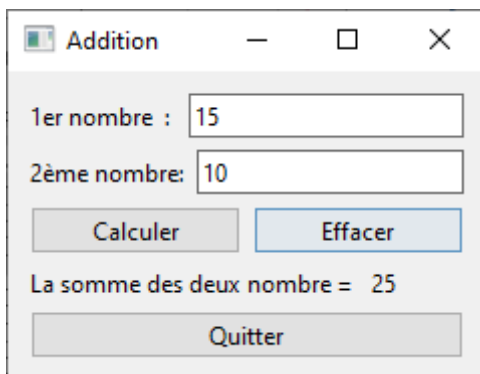 Addition
1er nombre : 15
2ème nombre: 10
Calculer Effacer
La somme des deux nombre = 25
Quitter